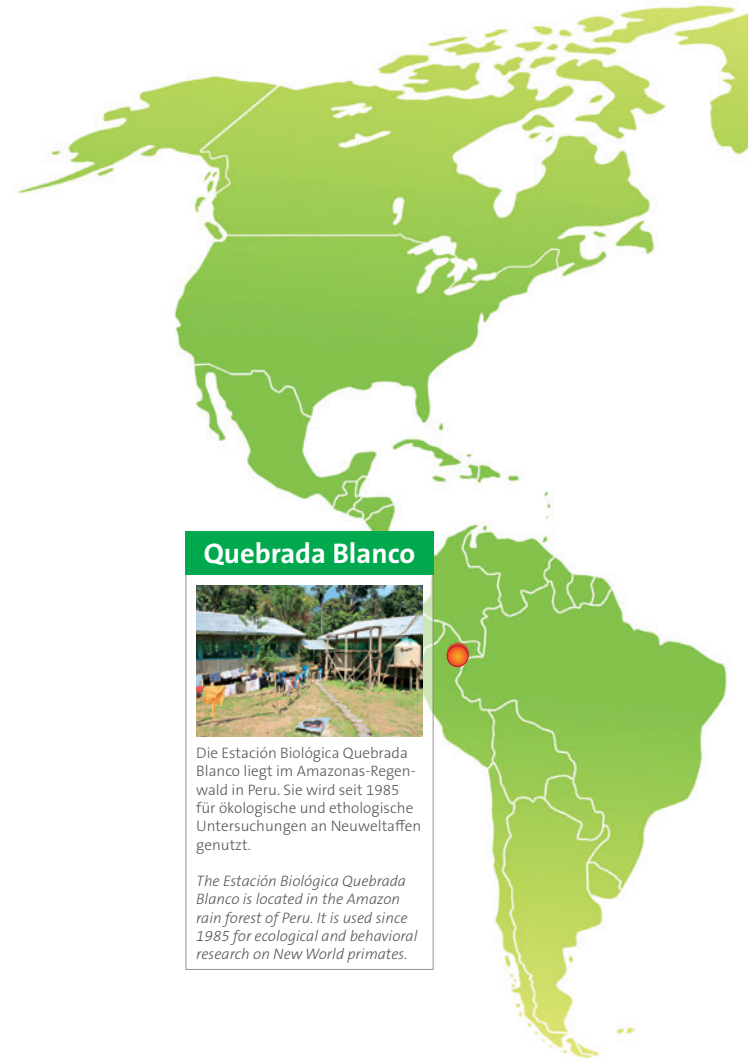 Quebrada Blanco
Die Estación Biológica Quebrada
Blanco liegt im Amazonas-Regen-
wald in Peru. Sie wird seit 1985
für ökologische und ethologische
Untersuchungen an Neuweltaffen
genutzt.
The Estación Biológica Quebrada
Blanco is located in the Amazon
rain forest of Peru. It is used since
1985 for ecological and behavioral
research on New World primates.